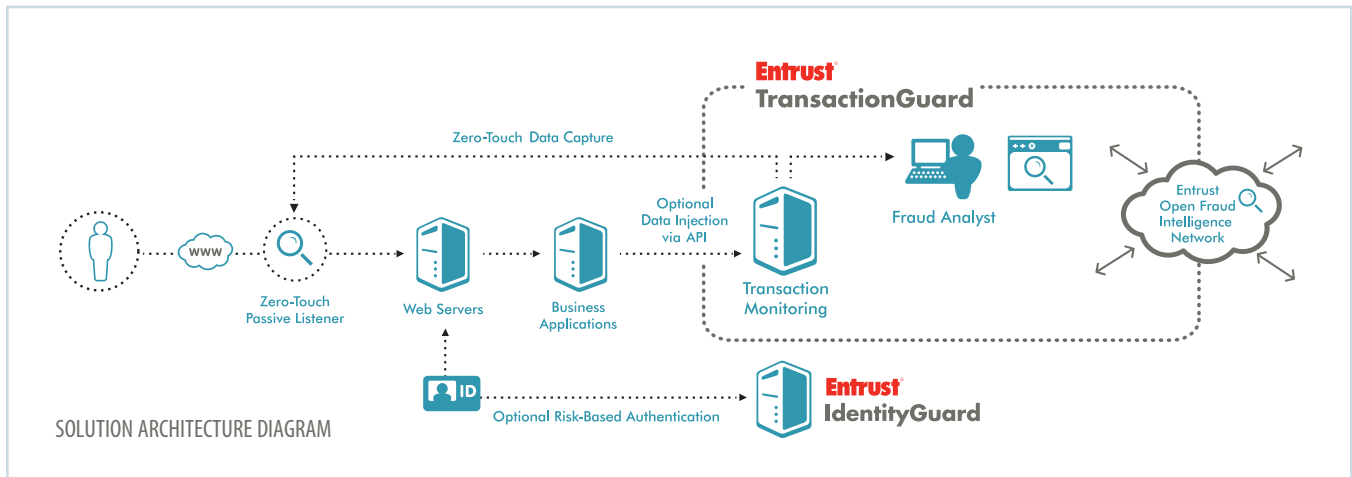 Entrust®
TransactionGuard
Zero-Touch Data Capture
Optional
Data Injection
via API
Fraud Analyst
Entrust
Open Fraud
Intelligence
Network
www
Zero-Touch
Passive Listener
Web Servers
Business
Applications
Transaction
Monitoring
ID
Optional Risk-Based Authentication
Entrust®
IdentityGuard
SOLUTION ARCHITECTURE DIAGRAM